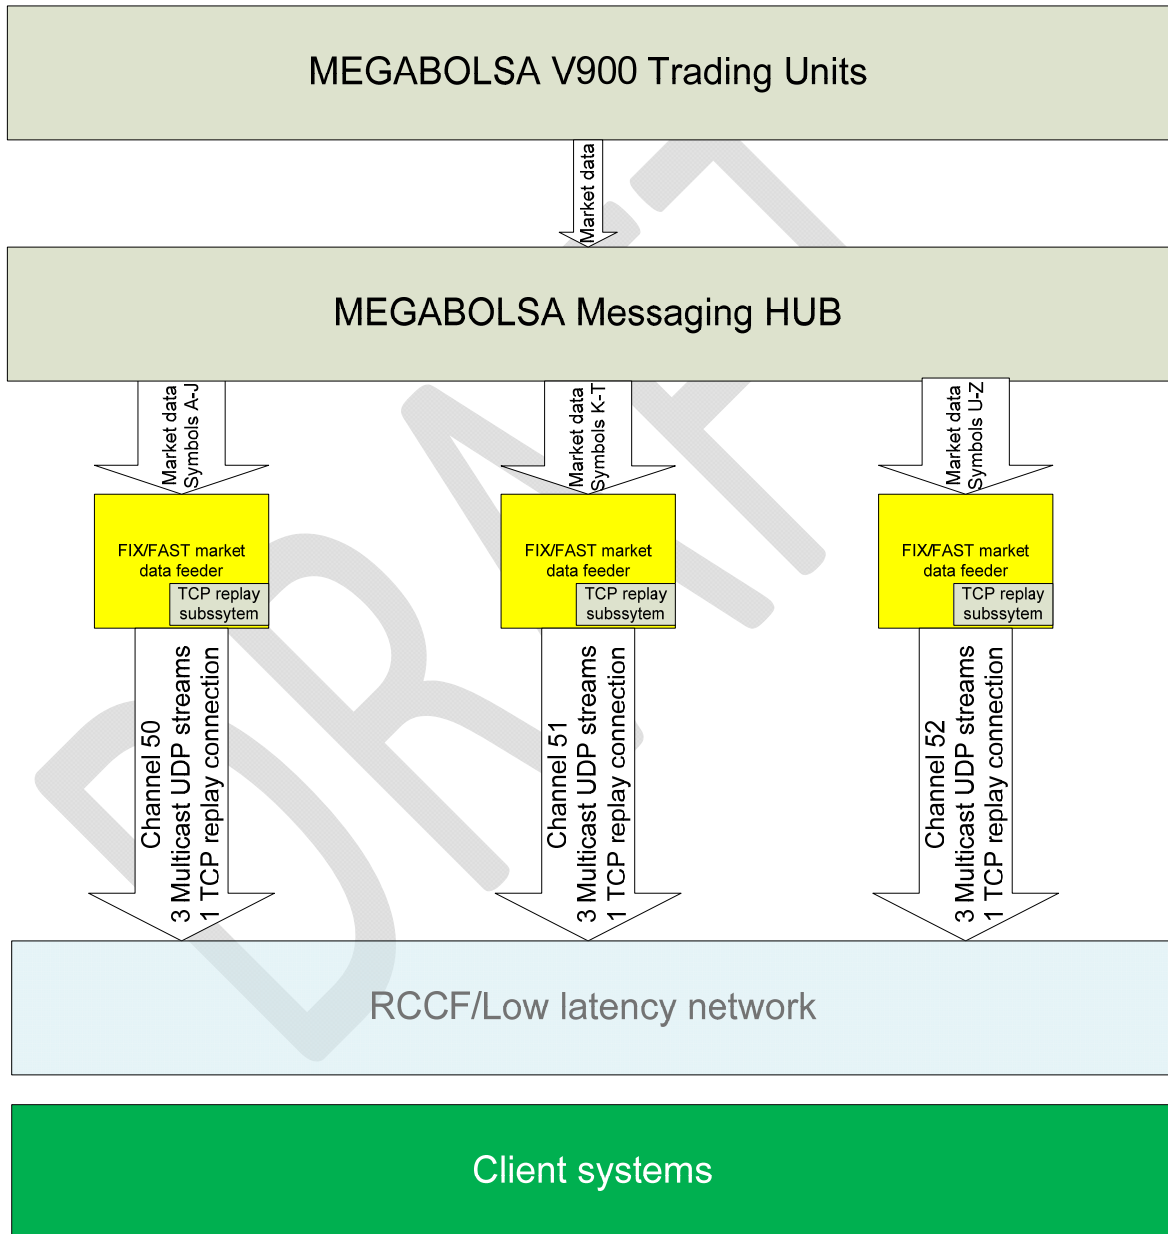 MEGABOLSA V900 Trading Units
Market data
MEGABOLSA Messaging HUB
Market data
Symbols A-J
Market data
Symbols K-T
Market data
Symbols U-Z
FIX/FAST market
data feeder
TCP replay
subssytem
FIX/FAST market
data feeder
TCP replay
subssytem
FIX/FAST market
data feeder
TCP replay
subssytem
Channel 50
3 Multicast UDP streams
1 TCP replay connection
Channel 51
3 Multicast UDP streams
1 TCP replay connection
Channel 52
3 Multicast UDP streams
1 TCP replay connection
RCCF/Low latency network
Client systems
DRAFT